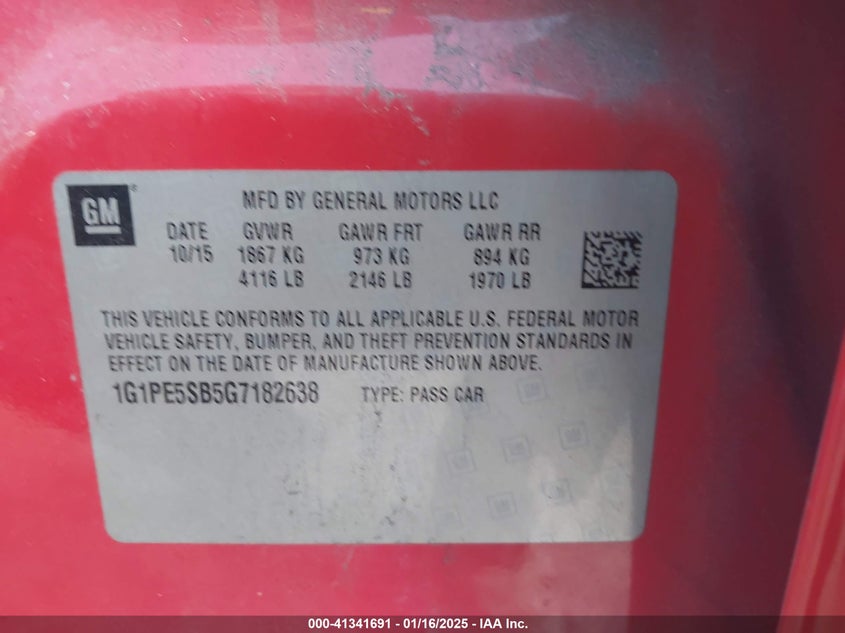 GM ®
MFD BY GENERAL MOTORS LLC
DATE GVWR GAWR FRT GAWR RR
10/15 1867 KG 973 KG 894 KG
4116 LB 2146 LB 1970 LB
THIS VEHICLE CONFORMS TO ALL APPLICABLE U.S. FEDERAL MOTOR
VEHICLE SAFETY, BUMPER, AND THEFT PREVENTION STANDARDS IN
EFFECT ON THE DATE OF MANUFACTURE SHOWN ABOVE.
1G1PE5SB5G7182638 TYPE: PASS CAR
000-41341691 - 01/16/2025 - IAA Inc.